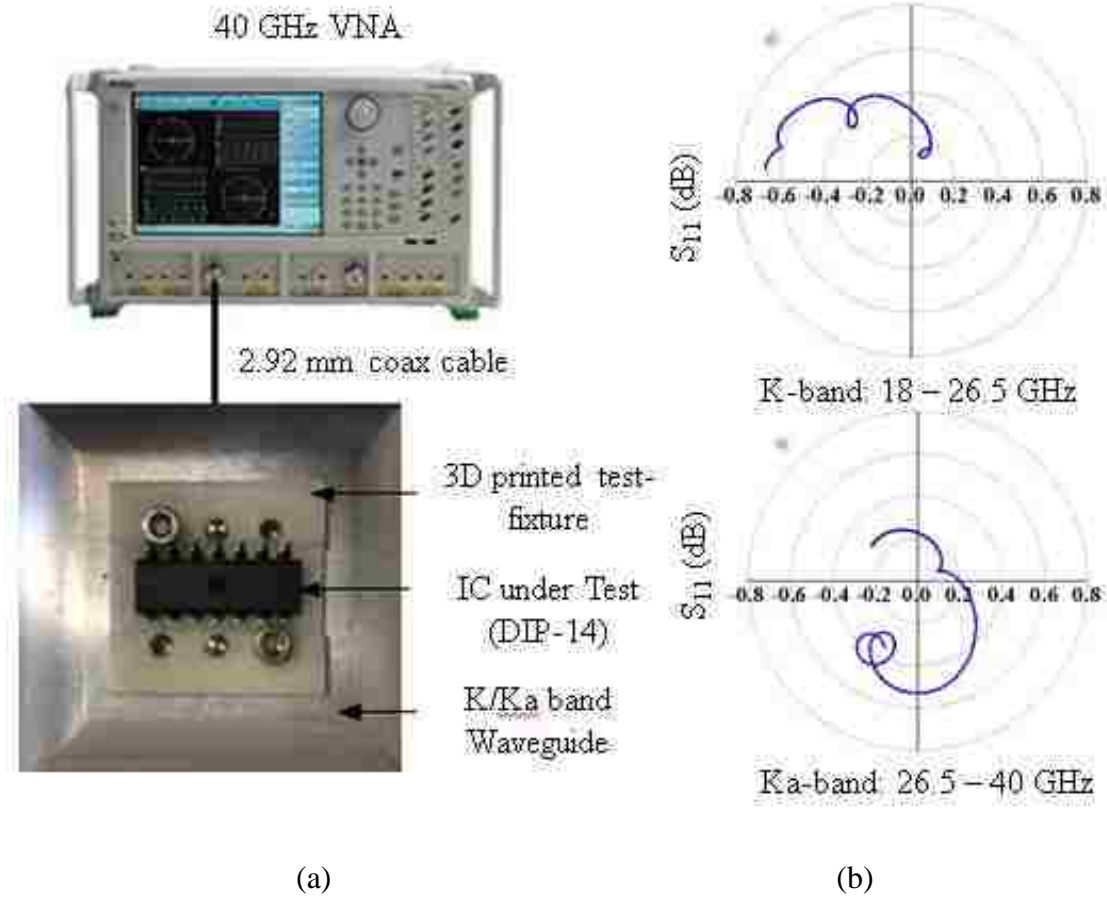 40 GHz VNA
2.92 mm coax cable
3D printed test-
fixture
IC under Test
(DIP-14)
K/Ka band
Waveguide
S11 (dB)
-0.8 -0.6 -0.4 -0.2 0.0 0.2 0.4 0.6 0.8
K-band: 18 – 26.5 GHz
S11 (dB)
-0.8 -0.6 -0.4 -0.2 0.0 0.2 0.4 0.6 0.8
Ka-band: 26.5 – 40 GHz
(a)
(b)